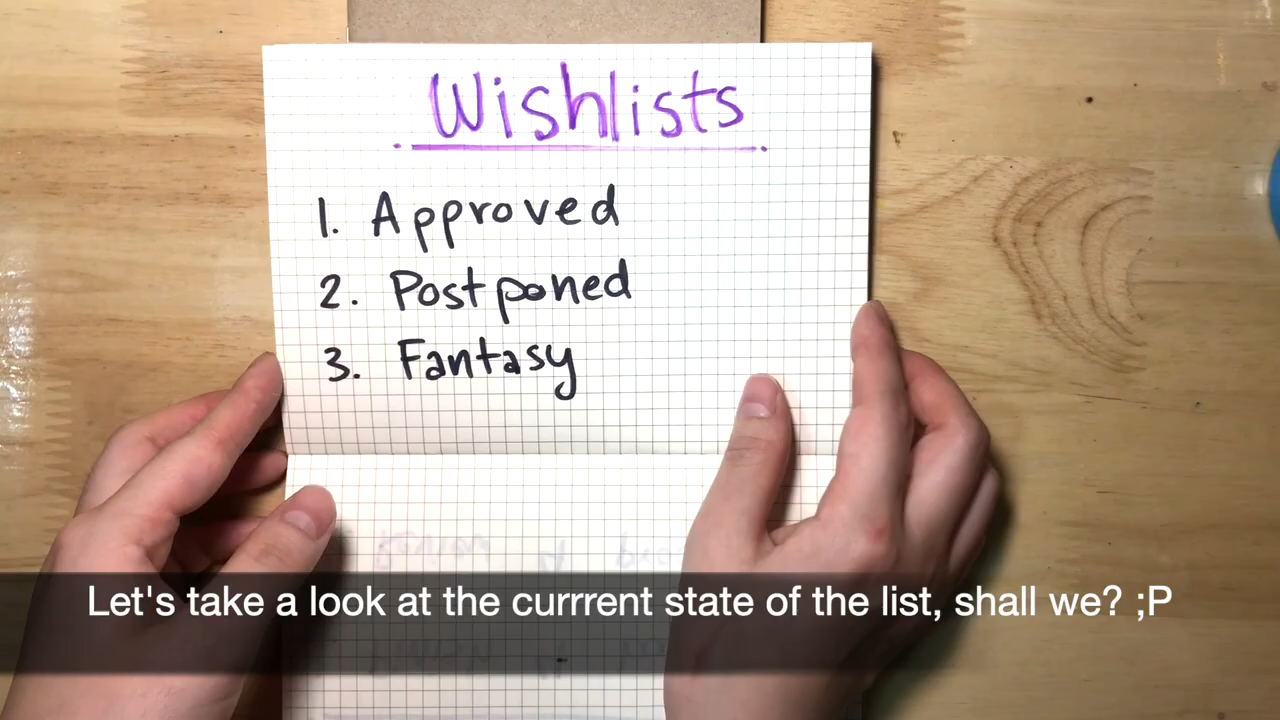 Wishlists
1. Approved
2. Postponed
3. Fantasy
Let's take a look at the currrent state of the list, shall we? ;P